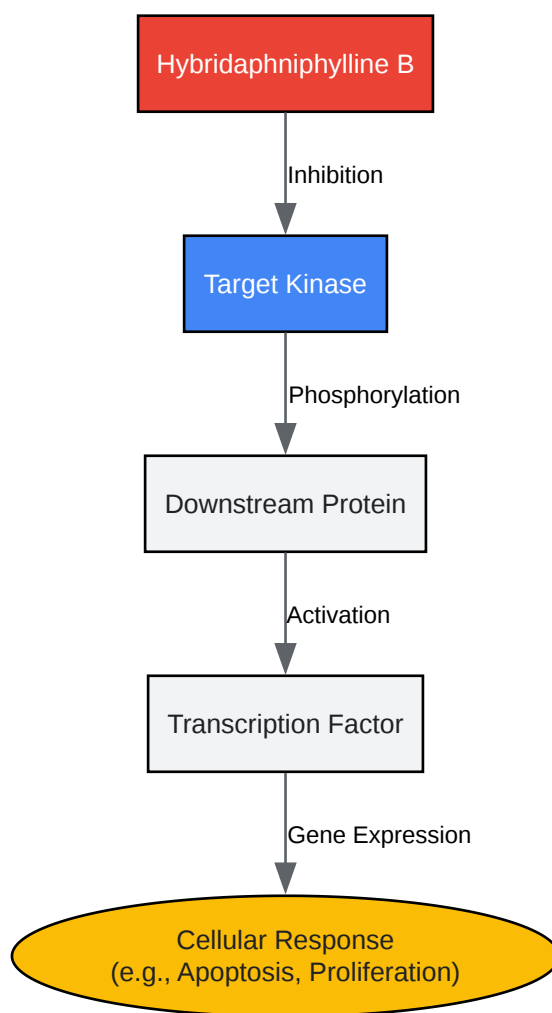 Hybridaphniphylline B
Inhibition
Target Kinase
Phosphorylation
Downstream Protein
Activation
Transcription Factor
Gene Expression
Cellular Response
(e.g., Apoptosis, Proliferation)